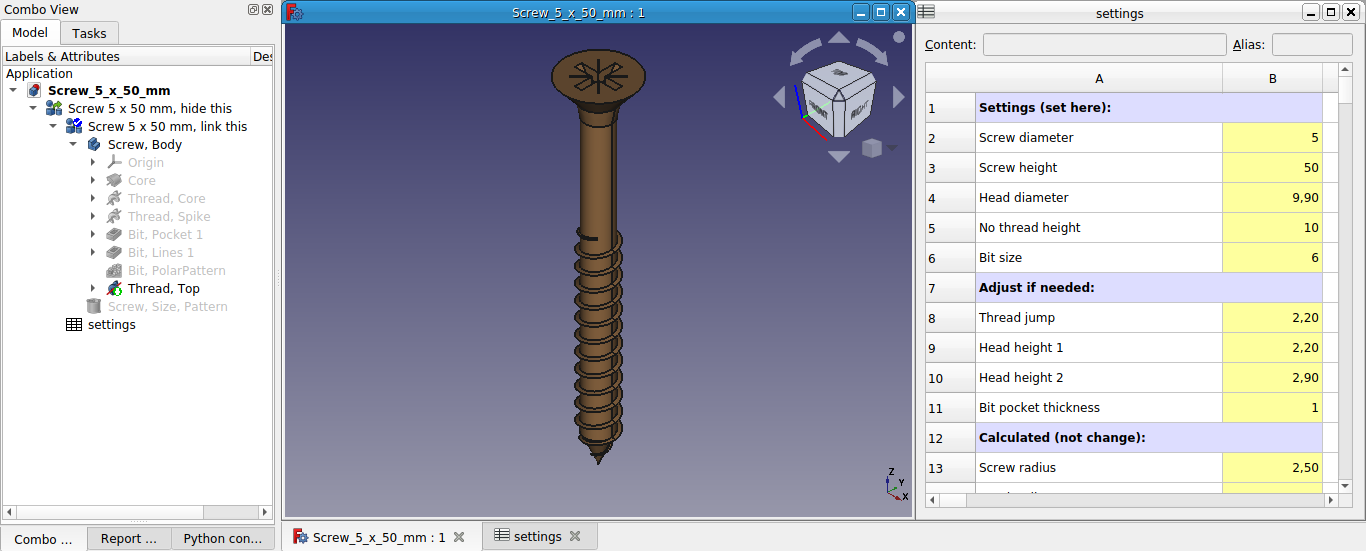 Combo View
Model
Tasks
Labels & Attributes
Des
Application
Screw_5_x_50_mm
Screw 5 x 50 mm, hide this
Screw 5 x 50 mm, link this
Screw, Body
Origin
Core
Thread, Core
Thread, Spike
Bit, Pocket 1
Bit, Lines 1
Bit, PolarPattern
Thread, Top
Screw, Size, Pattern
settings
Combo ...
Report ...
Python con...
Screw_5_x_50_mm : 1
FRONT
RIGHT
Z
Y
X
Screw_5_x_50_mm : 1
settings
settings
Content:
Alias:
A B
1 Settings (set here):
2 Screw diameter 5
3 Screw height 50
4 Head diameter 9,90
5 No thread height 10
6 Bit size 6
7 Adjust if needed:
8 Thread jump 2,20
9 Head height 1 2,20
10 Head height 2 2,90
11 Bit pocket thickness 1
12 Calculated (not change):
13 Screw radius 2,50